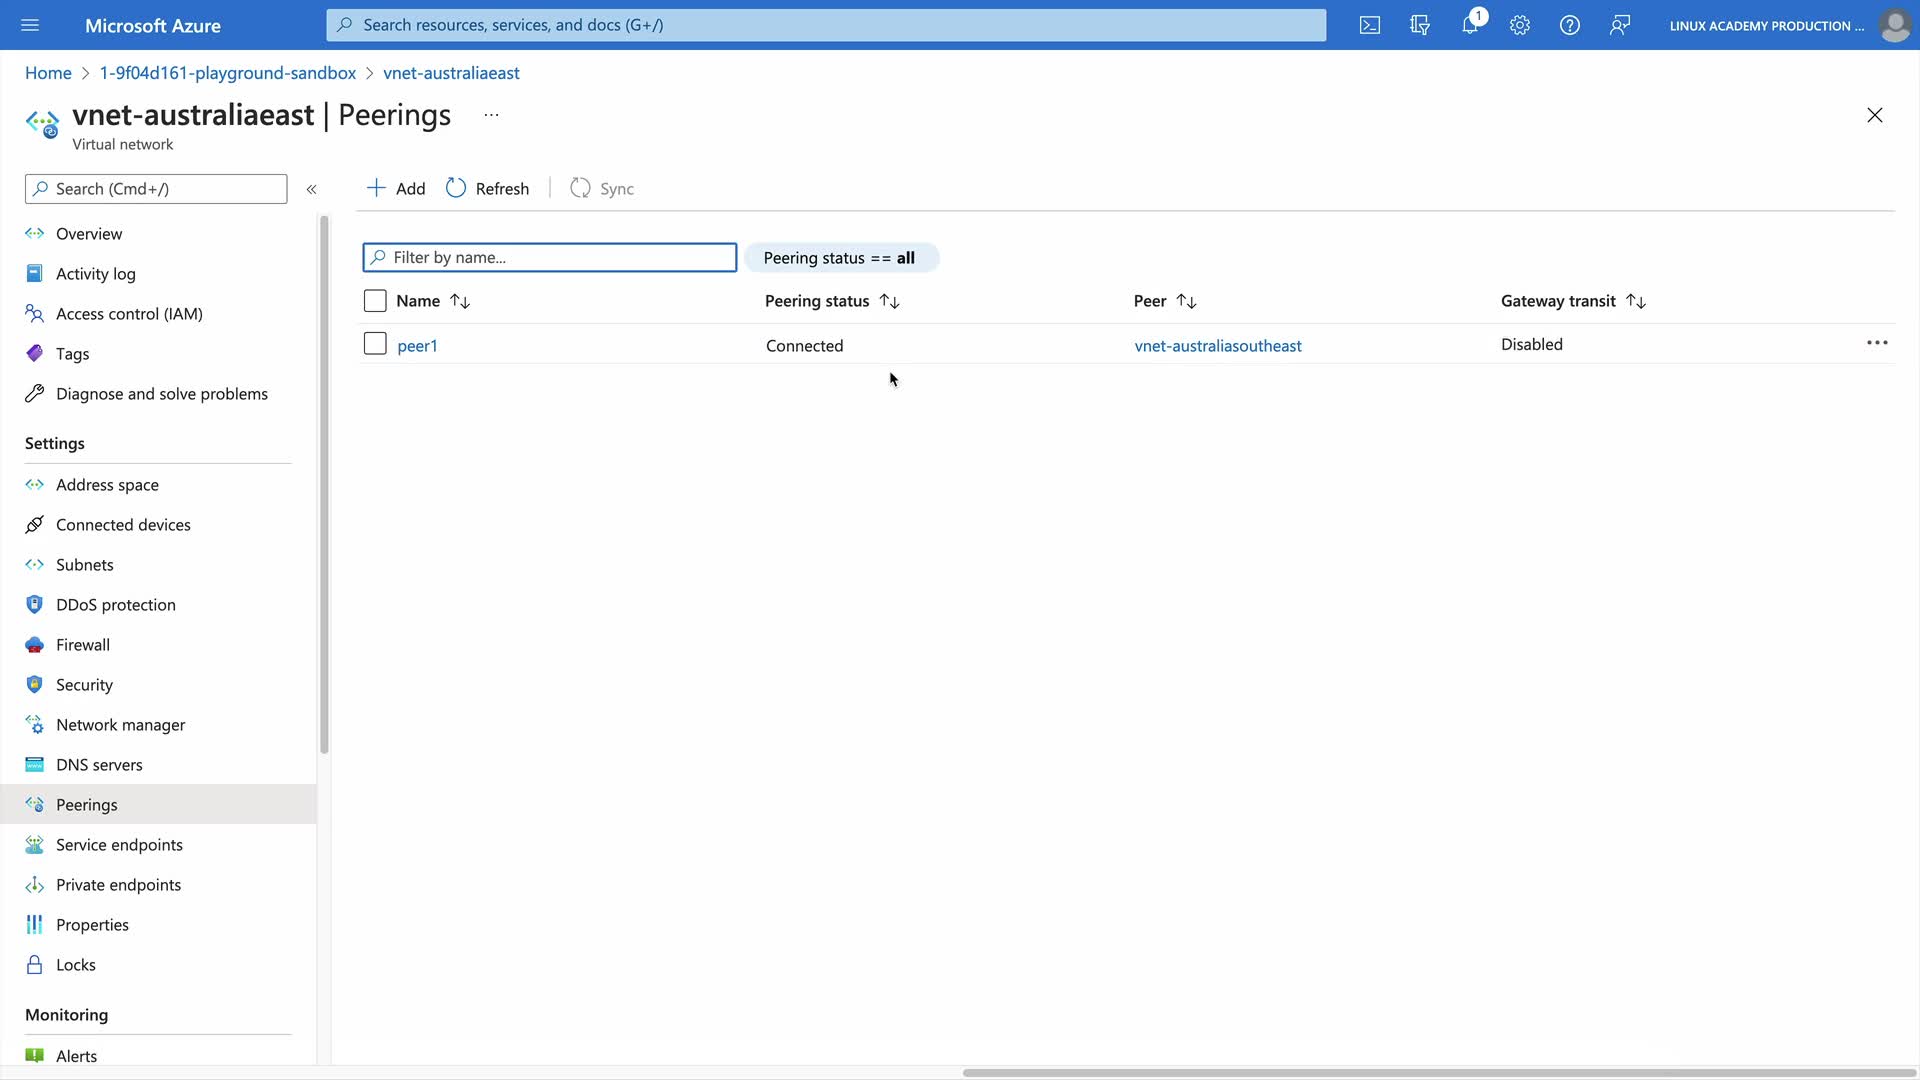 Microsoft Azure
Search resources, services, and docs (G+/)
1
LINUX ACADEMY PRODUCTION ...
Home > 1-9f04d161-playground-sandbox > vnet-australiaeast
vnet-australiaeast | Peerings ...
Virtual network
Search (Cmd+/) «
Add Refresh Sync
Overview
Activity log
Access control (IAM)
Tags
Diagnose and solve problems
Settings
Address space
Connected devices
Subnets
DDoS protection
Firewall
Security
Network manager
DNS servers
Peerings
Service endpoints
Private endpoints
Properties
Locks
Monitoring
Alerts
Filter by name... Peering status == all
Name ↑↓ Peering status ↑↓ Peer ↑↓ Gateway transit ↑↓
peer1 Connected vnet-australiasoutheast Disabled ...